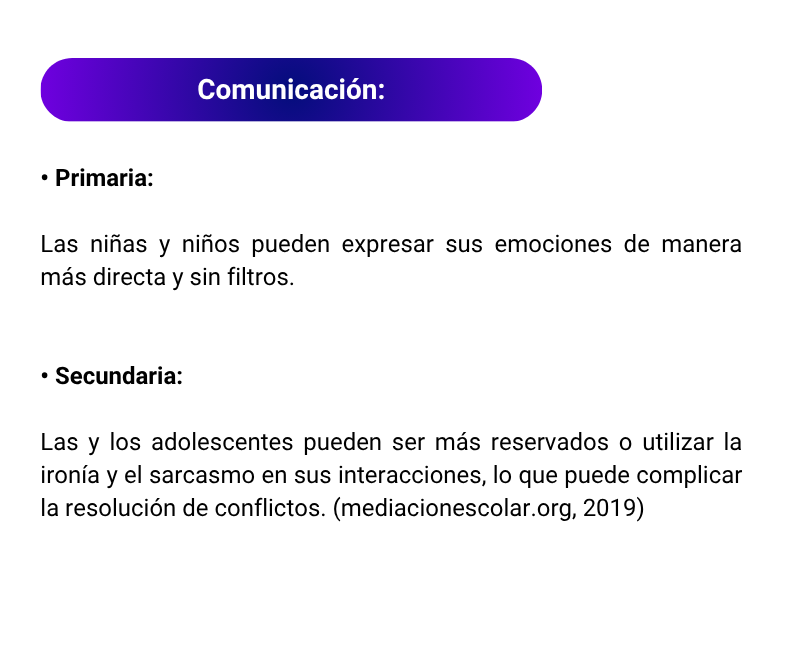 Comunicación:
• Primaria:
Las niñas y niños pueden expresar sus emociones de manera
más directa y sin filtros.
• Secundaria:
Las y los adolescentes pueden ser más reservados o utilizar la
ironía y el sarcasmo en sus interacciones, lo que puede complicar
la resolución de conflictos. (mediacionescolar.org, 2019)